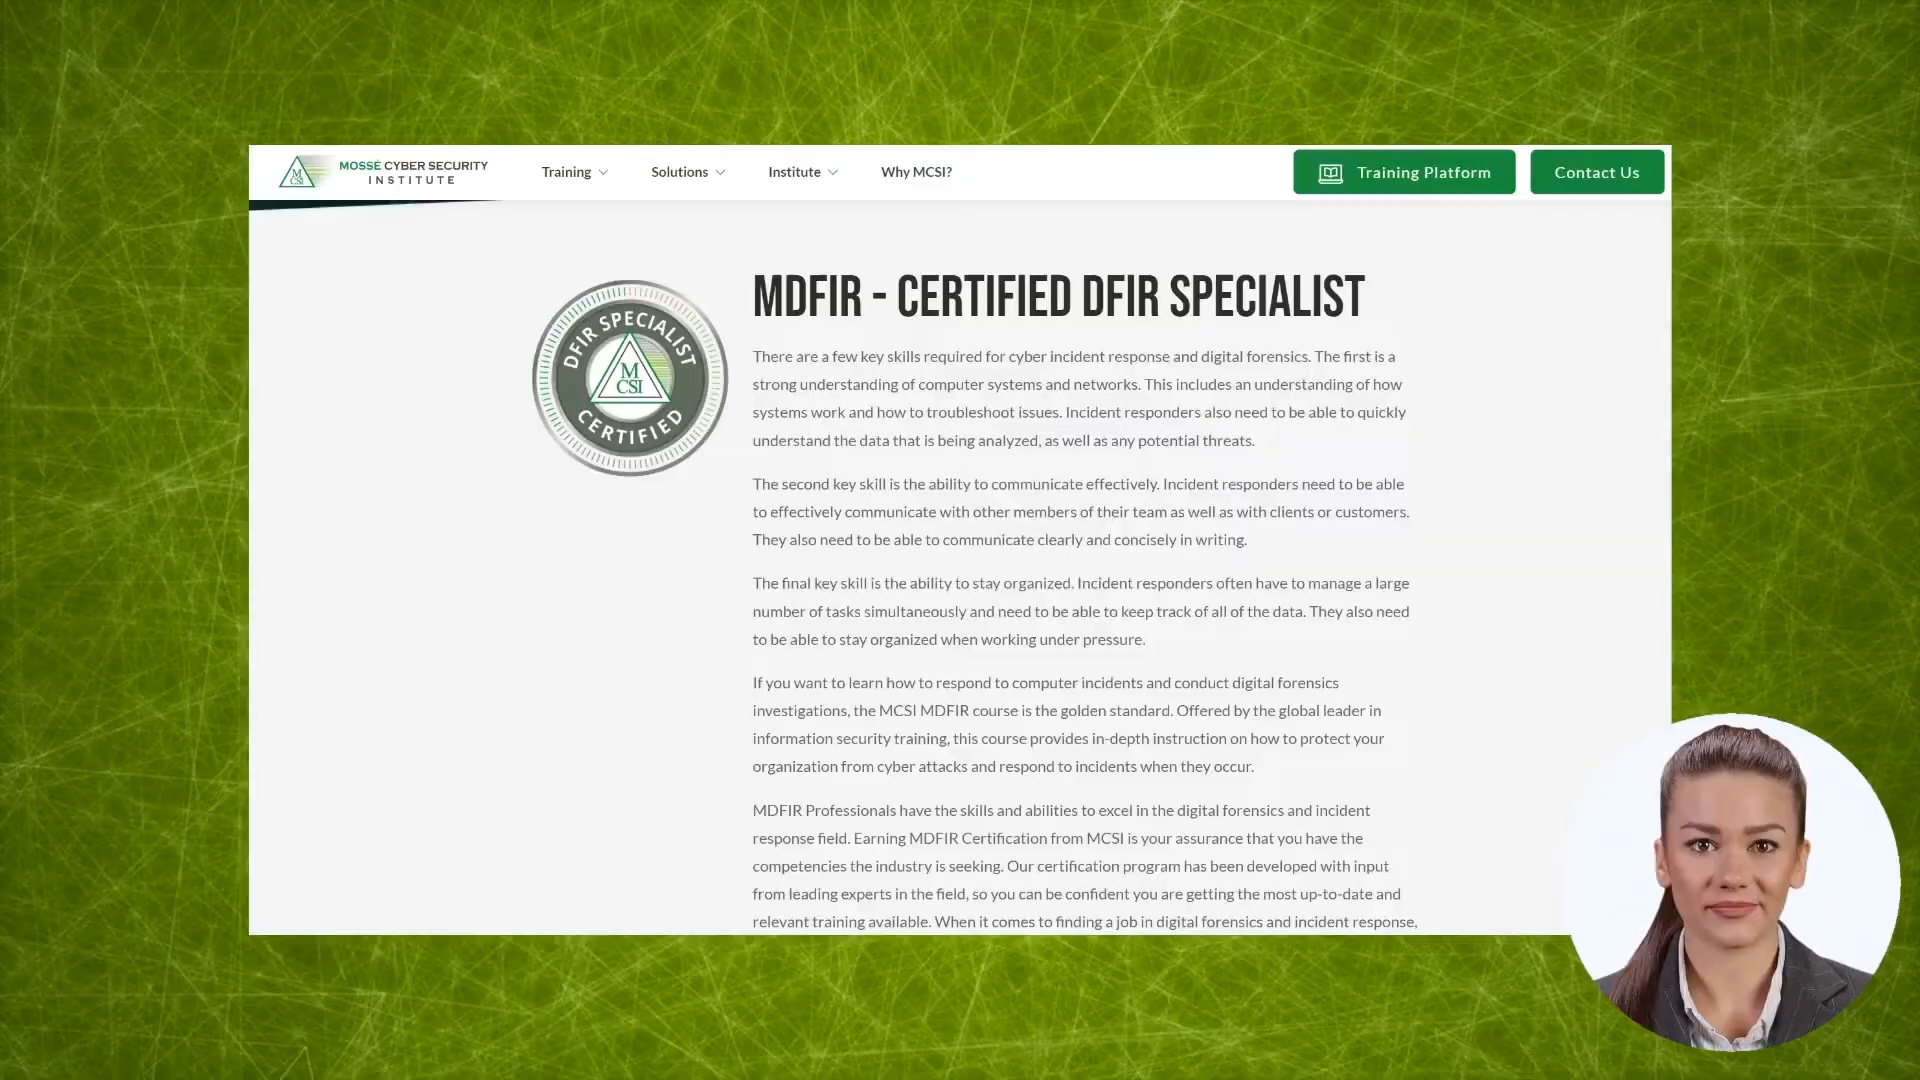 MOSSÉ CYBER SECURITY
INSTITUTE
M
CSI
Training
Solutions
Institute
Why MCSI?
Training Platform
Contact Us
MDFIR - CERTIFIED DFIR SPECIALIST
DFIR SPECIALIST
M
CSI
CERTIFIED
There are a few key skills required for cyber incident response and digital forensics. The first is a
strong understanding of computer systems and networks. This includes an understanding of how
systems work and how to troubleshoot issues. Incident responders also need to be able to quickly
understand the data that is being analyzed, as well as any potential threats.
The second key skill is the ability to communicate effectively. Incident responders need to be able
to effectively communicate with other members of their team as well as with clients or customers.
They also need to be able to communicate clearly and concisely in writing.
The final key skill is the ability to stay organized. Incident responders often have to manage a large
number of tasks simultaneously and need to be able to keep track of all of the data. They also need
to be able to stay organized when working under pressure.
If you want to learn how to respond to computer incidents and conduct digital forensics
investigations, the MCSI MDFIR course is the golden standard. Offered by the global leader in
information security training, this course provides in-depth instruction on how to protect your
organization from cyber attacks and respond to incidents when they occur.
MDFIR Professionals have the skills and abilities to excel in the digital forensics and incident
response field. Earning MDFIR Certification from MCSI is your assurance that you have the
competencies the industry is seeking. Our certification program has been developed with input
from leading experts in the field, so you can be confident you are getting the most up-to-date and
relevant training available. When it comes to finding a job in digital forensics and incident response,